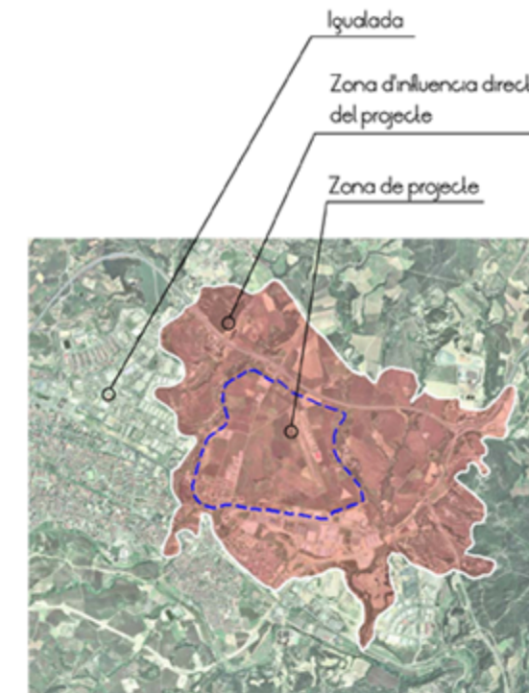 Igualada
Zona d'influencia direct
del projecte
Zona de projecte